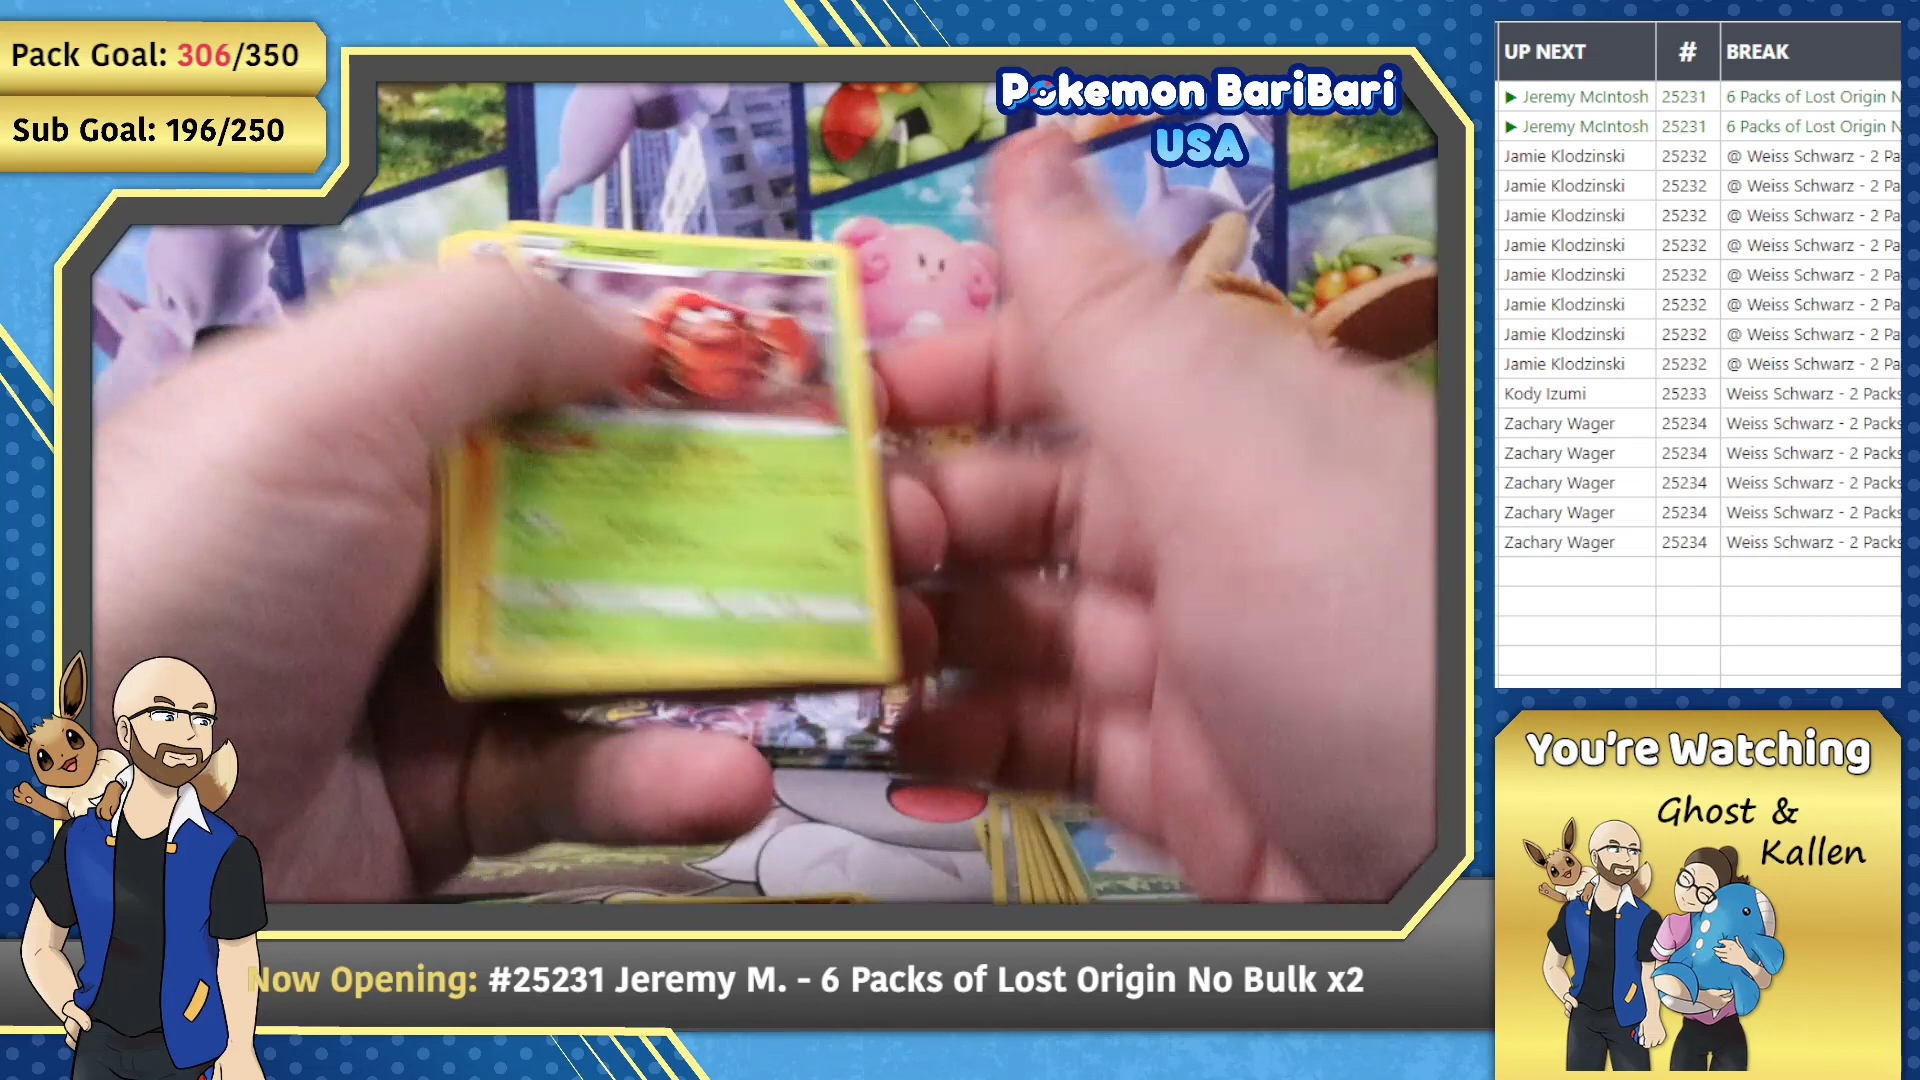 Pack Goal: 306/350
Sub Goal: 196/250
Pokemon BariBari
USA
UP NEXT # BREAK
▶ Jeremy McIntosh 25231 6 Packs of Lost Origin N
▶ Jeremy McIntosh 25231 6 Packs of Lost Origin N
Jamie Klodzinski 25232 @ Weiss Schwarz - 2 Pa
Jamie Klodzinski 25232 @ Weiss Schwarz - 2 Pa
Jamie Klodzinski 25232 @ Weiss Schwarz - 2 Pa
Jamie Klodzinski 25232 @ Weiss Schwarz - 2 Pa
Jamie Klodzinski 25232 @ Weiss Schwarz - 2 Pa
Jamie Klodzinski 25232 @ Weiss Schwarz - 2 Pa
Jamie Klodzinski 25232 @ Weiss Schwarz - 2 Pa
Jamie Klodzinski 25232 @ Weiss Schwarz - 2 Pa
Kody Izumi 25233 Weiss Schwarz - 2 Packs
Zachary Wager 25234 Weiss Schwarz - 2 Packs
Zachary Wager 25234 Weiss Schwarz - 2 Packs
Zachary Wager 25234 Weiss Schwarz - 2 Packs
Zachary Wager 25234 Weiss Schwarz - 2 Packs
Zachary Wager 25234 Weiss Schwarz - 2 Packs
You're Watching
Ghost &
Kallen
Now Opening: #25231 Jeremy M. - 6 Packs of Lost Origin No Bulk x2